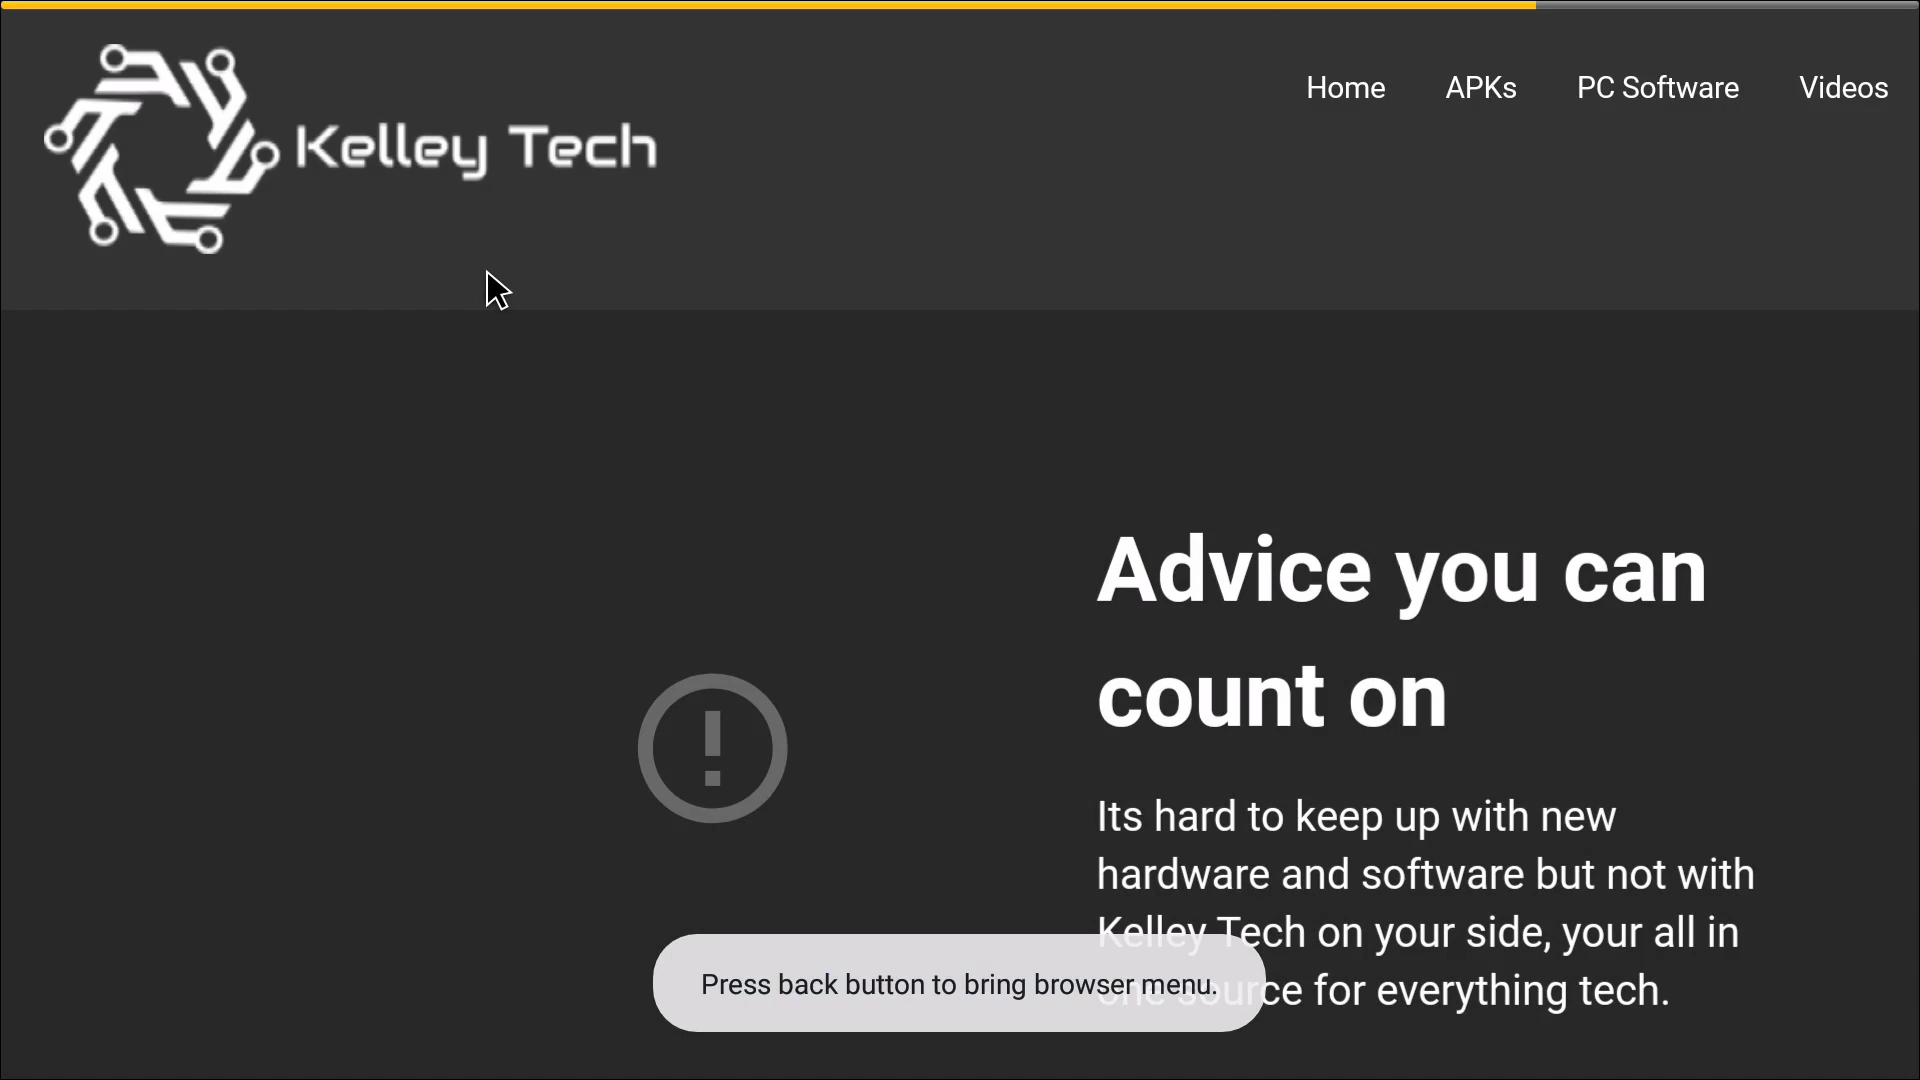 Kelley Tech
Home APKs PC Software Videos
Advice you can
count on
Its hard to keep up with new
hardware and software but not with
Kelley Tech on your side, your all in
one source for everything tech.
Press back button to bring browser menu.